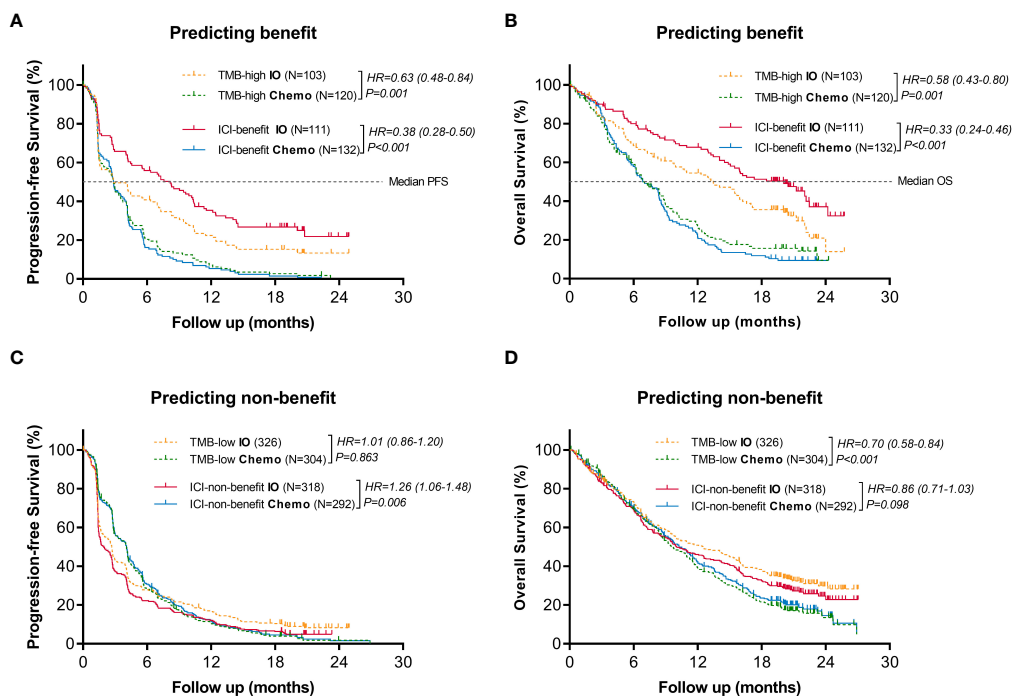 A
Predicting benefit
Progression-free Survival (%)
100
80
60
40
20
0
0 6 12 18 24 30
Follow up (months)
TMB-high IO (N=103)
TMB-high Chemo (N=120)
HR=0.63 (0.48-0.84)
P=0.001
ICI-benefit IO (N=111)
ICI-benefit Chemo (N=132)
HR=0.38 (0.28-0.50)
P<0.001
Median PFS
B
Predicting benefit
Overall Survival (%)
100
80
60
40
20
0
0 6 12 18 24 30
Follow up (months)
TMB-high IO (N=103)
TMB-high Chemo (N=120)
HR=0.58 (0.43-0.80)
P=0.001
ICI-benefit IO (N=111)
ICI-benefit Chemo (N=132)
HR=0.33 (0.24-0.46)
P<0.001
Median OS
C
Predicting non-benefit
Progression-free Survival (%)
100
80
60
40
20
0
0 6 12 18 24 30
Follow up (months)
TMB-low IO (326)
TMB-low Chemo (N=304)
HR=1.01 (0.86-1.20)
P=0.863
ICI-non-benefit IO (N=318)
ICI-non-benefit Chemo (N=292)
HR=1.26 (1.06-1.48)
P=0.006
D
Predicting non-benefit
Overall Survival (%)
100
80
60
40
20
0
0 6 12 18 24 30
Follow up (months)
TMB-low IO (326)
TMB-low Chemo (N=304)
HR=0.70 (0.58-0.84)
P<0.001
ICI-non-benefit IO (N=318)
ICI-non-benefit Chemo (N=292)
HR=0.86 (0.71-1.03)
P=0.098